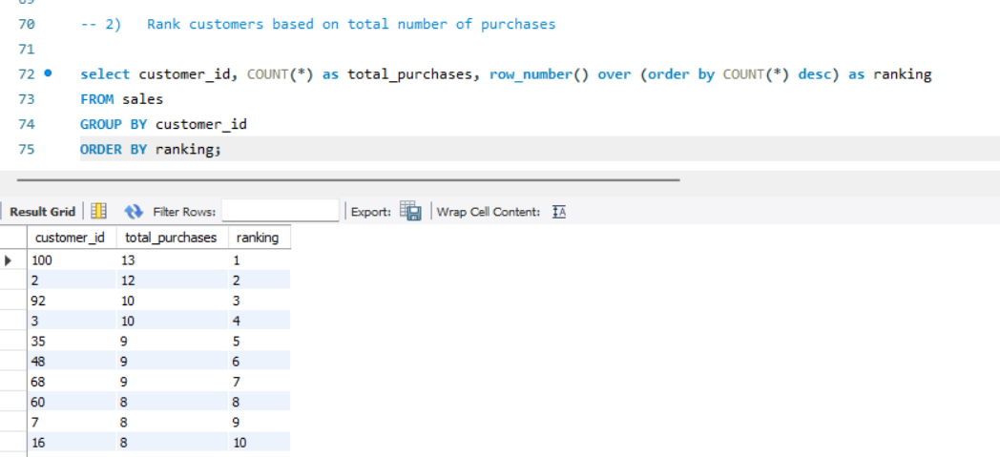 69
70 -- 2) Rank customers based on total number of purchases
71
72 select customer_id, COUNT(*) as total_purchases, row_number() over (order by COUNT(*) desc) as ranking
73 FROM sales
74 GROUP BY customer_id
75 ORDER BY ranking;
Result Grid Filter Rows: Export: Wrap Cell Content: IA
customer_id total_purchases ranking
100 13 1
2 12 2
92 10 3
3 10 4
35 9 5
48 9 6
68 9 7
60 8 8
7 8 9
16 8 10